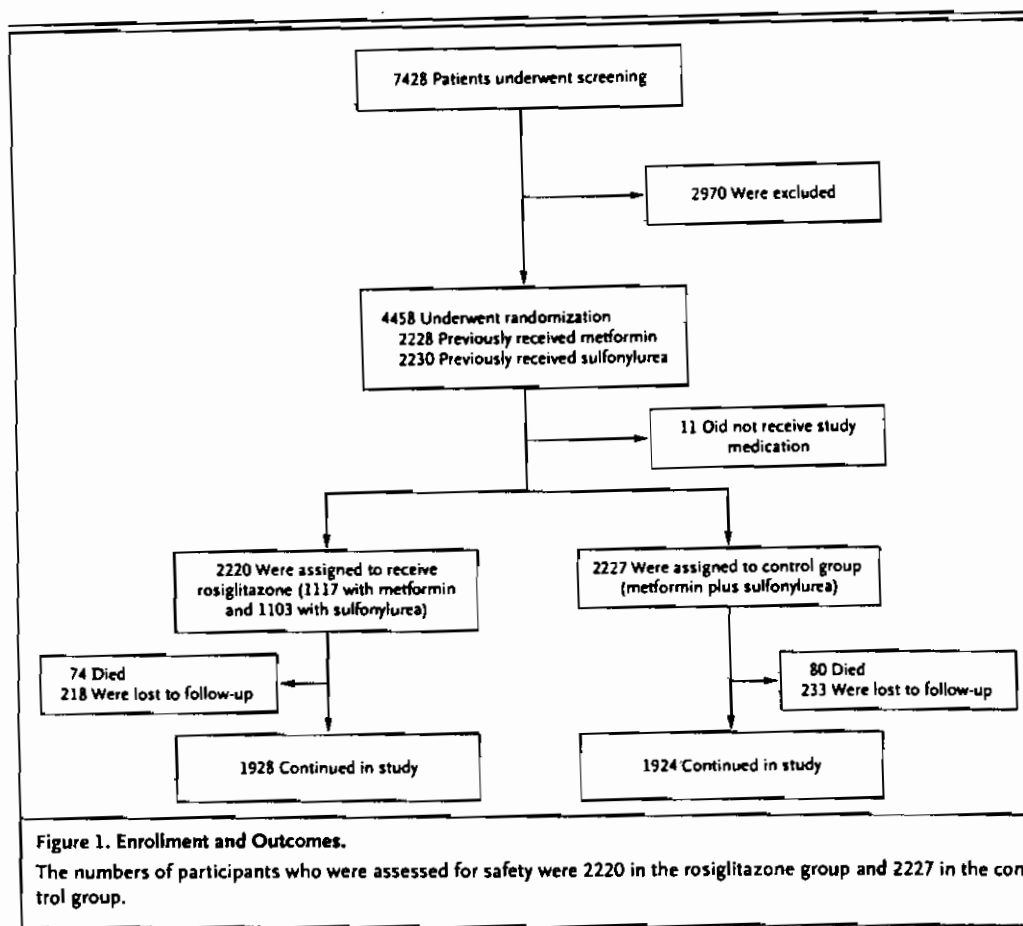 7428 Patients underwent screening
2970 Were excluded
4458 Underwent randomization
2228 Previously received metformin
2230 Previously received sulfonylurea
11 Did not receive study
medication
2220 Were assigned to receive
rosiglitazone (1117 with metformin
and 1103 with sulfonylurea)
2227 Were assigned to control group
(metformin plus sulfonylurea)
74 Died
218 Were lost to follow-up
80 Died
233 Were lost to follow-up
1928 Continued in study
1924 Continued in study
Figure 1. Enrollment and Outcomes.
The numbers of participants who were assessed for safety were 2220 in the rosiglitazone group and 2227 in the con
trol group.